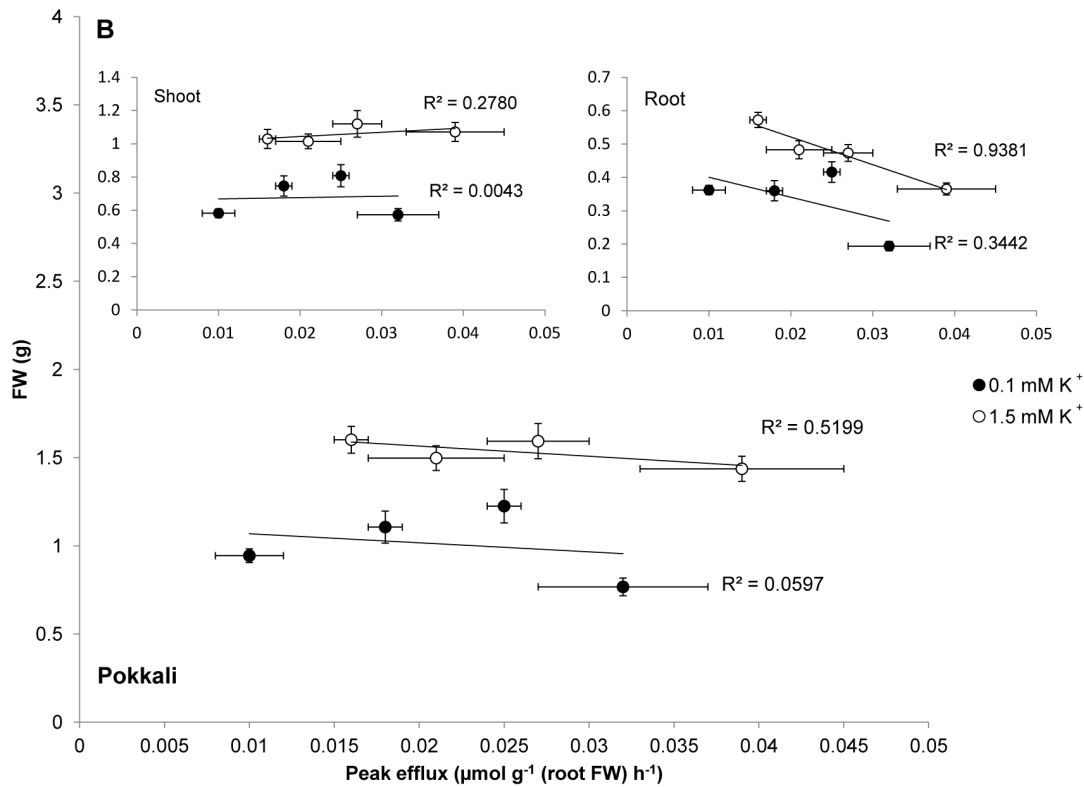 B
4
3.5
3
2.5
2
1.5
1
0.5
0
FW (g)
Shoot
1.4
1.2
1
0.8
0.6
0.4
0.2
0
R² = 0.2780
R² = 0.0043
0 0.01 0.02 0.03 0.04 0.05
Root
0.7
0.6
0.5
0.4
0.3
0.2
0.1
0
R² = 0.9381
R² = 0.3442
0 0.01 0.02 0.03 0.04 0.05
0.1 mM K⁺
1.5 mM K⁺
R² = 0.5199
R² = 0.0597
Pokkali
0 0.005 0.01 0.015 0.02 0.025 0.03 0.035 0.04 0.045 0.05
Peak efflux (µmol g⁻¹ (root FW) h⁻¹)